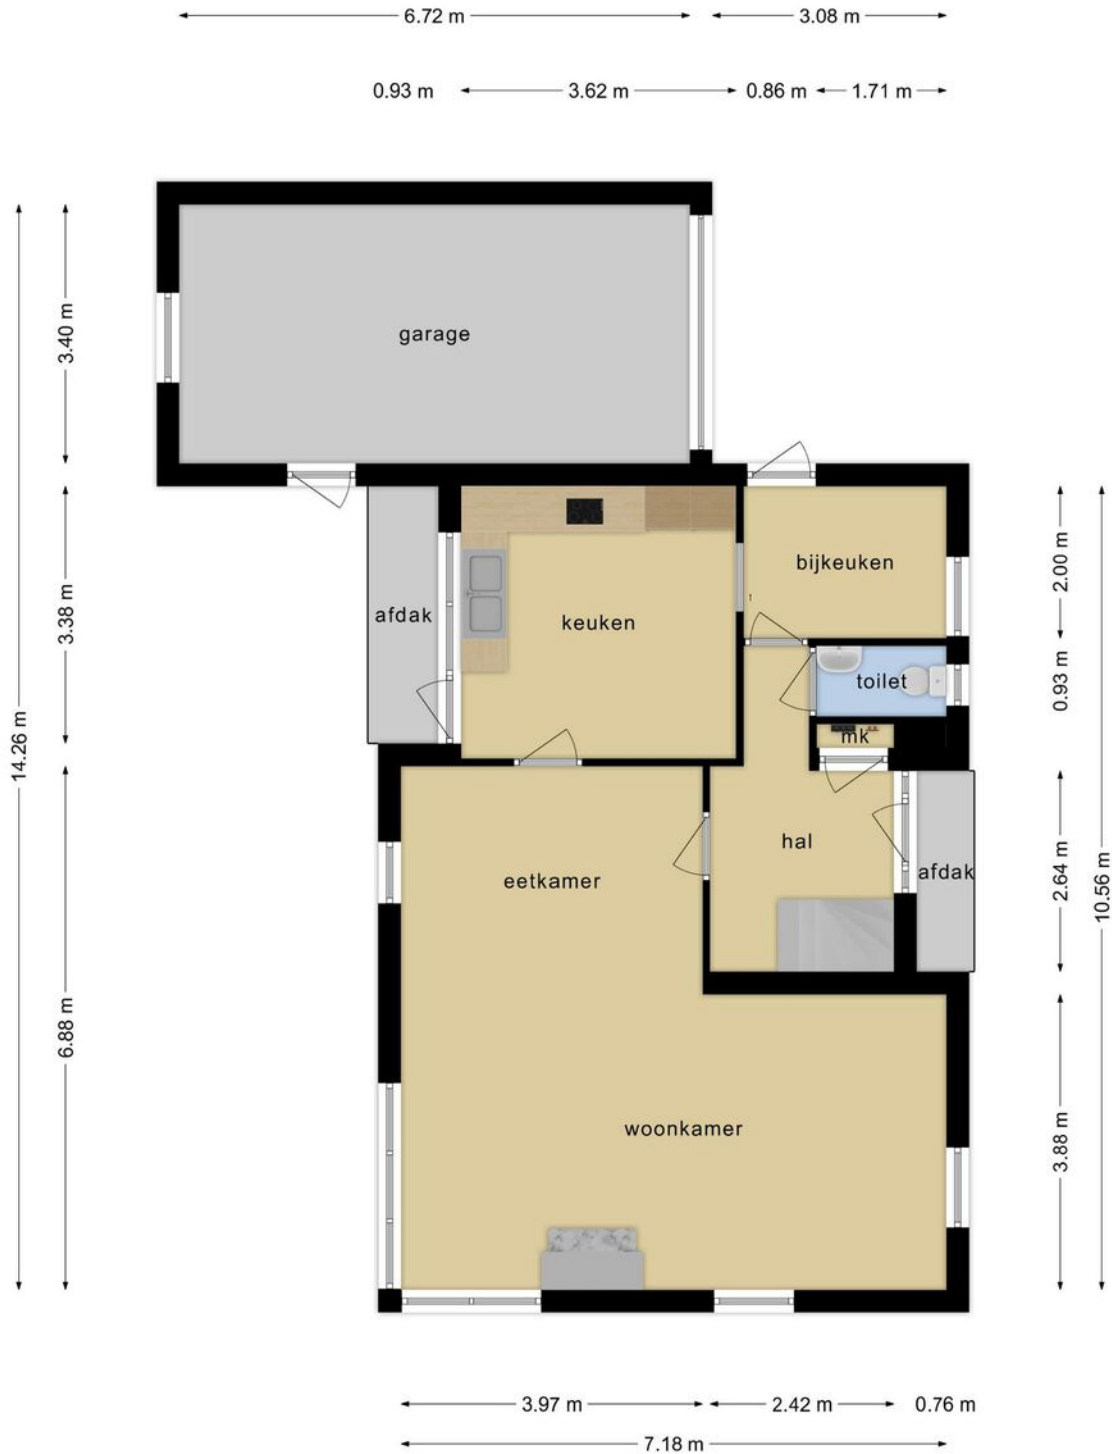 6.72 m 3.08 m
0.93 m 3.62 m 0.86 m 1.71 m
14.26 m
3.40 m
3.38 m
6.88 m
garage
afdak
keuken
bijkeuken
toilet
mk
hal
afdak
eetkamer
woonkamer
2.00 m
0.93 m
2.64 m
3.88 m
10.56 m
3.97 m 2.42 m 0.76 m
7.18 m